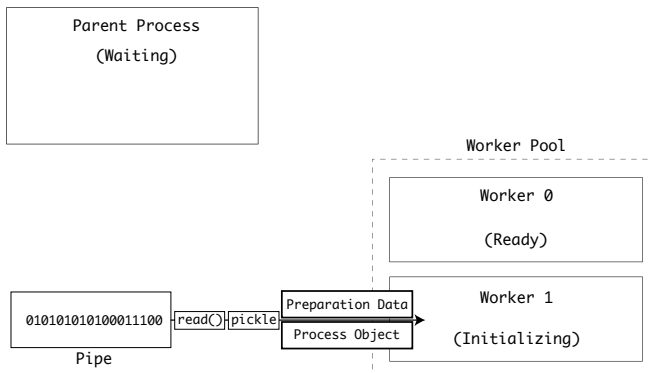 Parent Process
(Waiting)
Worker Pool
Worker 0
(Ready)
010101010100011100
read()
pickle
Preparation Data
Process Object
Worker 1
(Initializing)
Pipe